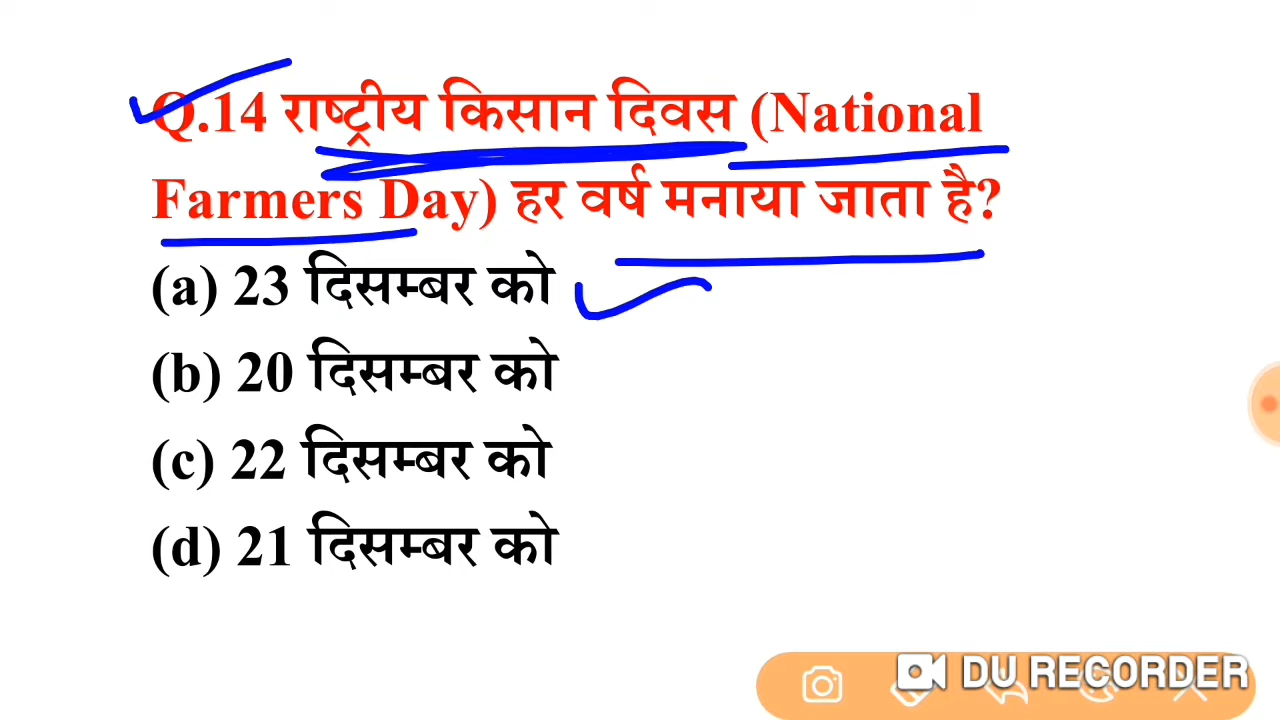 Q.14 राष्ट्रीय किसान दिवस (National
Farmers Day) हर वर्ष मनाया जाता है?
(a) 23 दिसम्बर को
(b) 20 दिसम्बर को
(c) 22 दिसम्बर को
(d) 21 दिसम्बर को
DU RECORDER